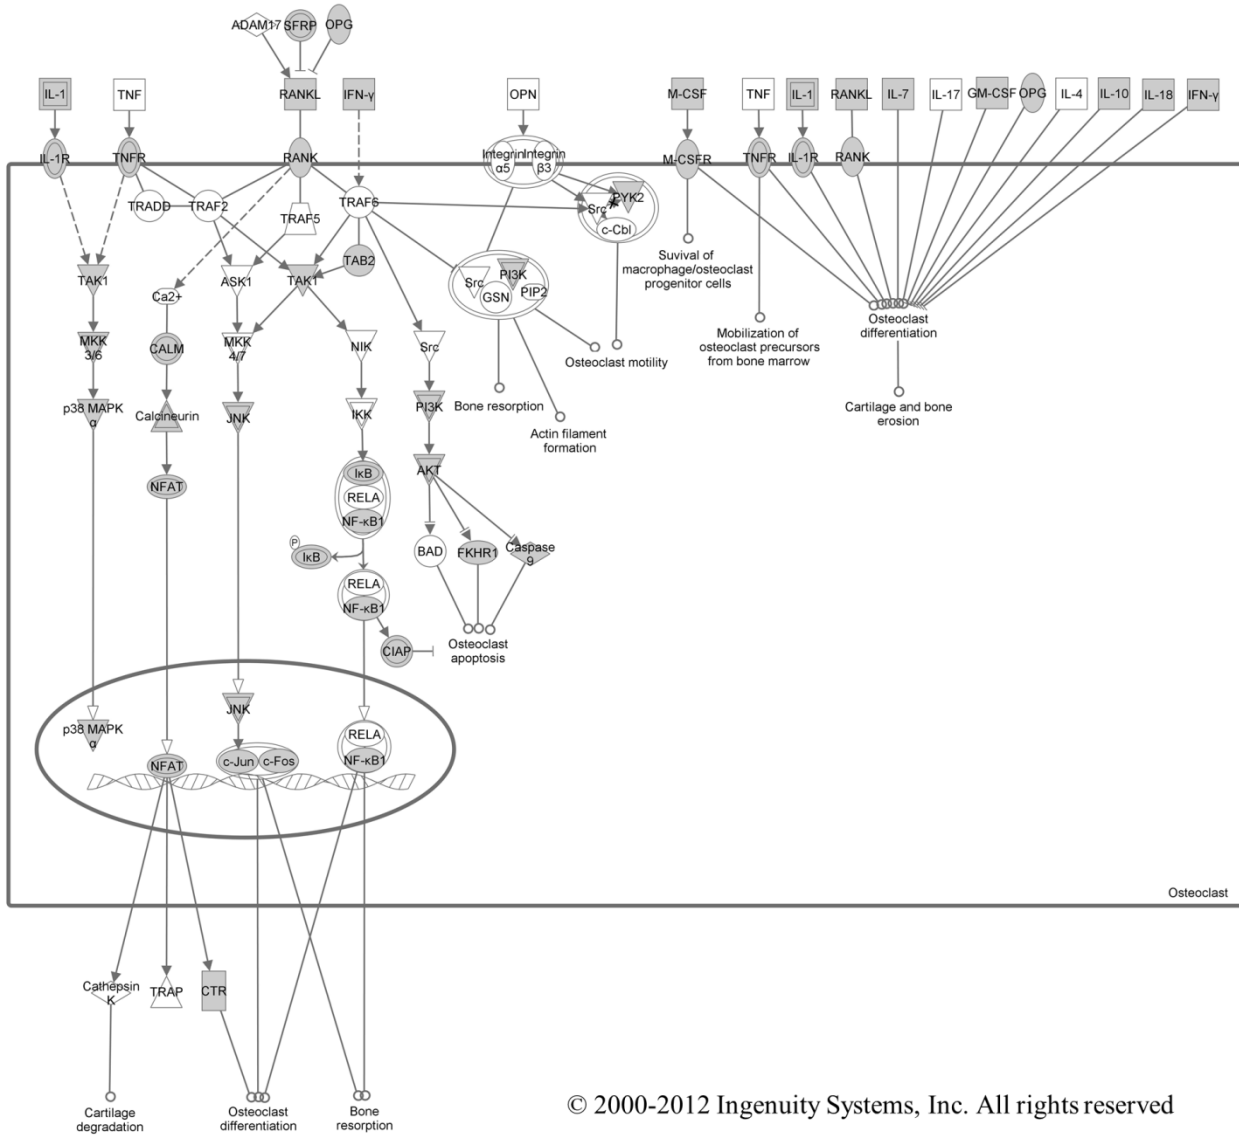 ADAM17 SFRP OPG
IL-1 TNF RANKL IFN-γ OPN M-CSF TNF IL-1 RANKL IL-7 IL-17 GM-CSF OPG IL-4 IL-10 IL-18 IFN-γ
IL-1R TNFR RANK Integrin α5 Integrin β3 M-CSFR TNFR IL-1R RANK
TRADD TRAF2 TRAF5 TRAF6 Src PYK2
c-Cbl
TAK1 Ca2+ ASK1 TAK1 TAB2 Src PI3K
GSN PIP2
Suvival of
macrophage/osteoclast
progenitor cells
Osteoclast
differentiation
Mobilization of
osteoclast precursors
from bone marrow
MKK
3/6
CALM
MKK
4/7
NIK Src
Osteoclast motility
Bone resorption
Actin filament
formation
Cartilage and bone
erosion
p38 MAPK
α
Calcineurin JNK IKK PI3K
NFAT
IκB
RELA
NF-κB1
AKT
P
IκB
BAD FKHR1
Caspase
9
RELA
NF-κB1
CIAP
Osteoclast
apoptosis
p38 MAPK
α
NFAT
JNK
c-Jun c-Fos
RELA
NF-κB1
Osteoclast
Cathepsin
K
TRAP CTR
Cartilage
degradation
Osteoclast
differentiation
Bone
resorption
© 2000-2012 Ingenuity Systems, Inc. All rights reserved